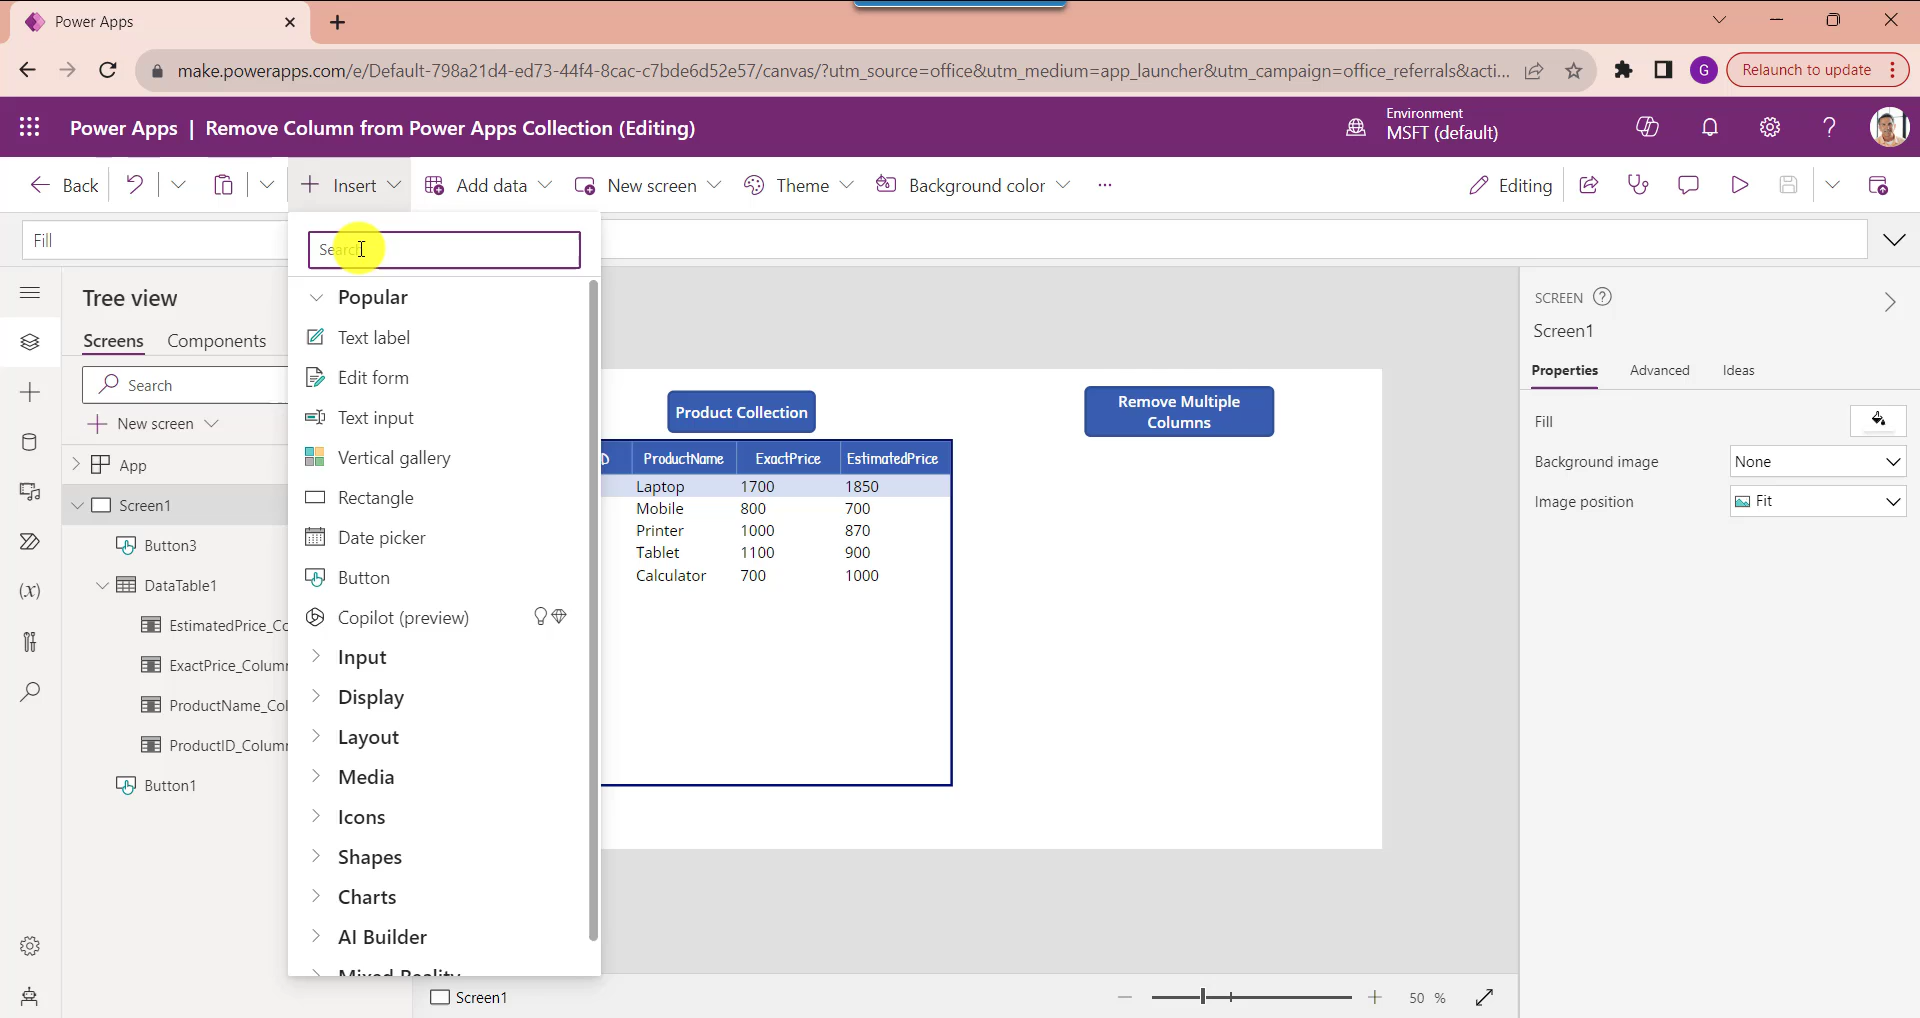 Power Apps
make.powerapps.com/e/Default-798a21d4-ed73-44f4-8cac-c7bde6d52e57/canvas/?utm_source=office&utm_medium=app_launcher&utm_campaign=office_referrals&acti...
G
Relaunch to update
Power Apps | Remove Column from Power Apps Collection (Editing)
Environment
MSFT (default)
?
Back
Insert
Add data
New screen
Theme
Background color
...
Editing
Fill
Search
Tree view
Screens
Components
Search
New screen
App
Screen1
Button3
DataTable1
EstimatedPrice_Co
ExactPrice_Column
ProductName_Col
ProductID_Column
Button1
(x)
Popular
Text label
Edit form
Text input
Vertical gallery
Rectangle
Date picker
Button
Copilot (preview)
Input
Display
Layout
Media
Icons
Shapes
Charts
AI Builder
Mixed Reality
Product Collection
Remove Multiple
Columns
D ProductName ExactPrice EstimatedPrice
Laptop 1700 1850
Mobile 800 700
Printer 1000 870
Tablet 1100 900
Calculator 700 1000
SCREEN ?
Screen1
Properties
Advanced
Ideas
Fill
Background image
None
Image position
Fit
Screen1
50 %